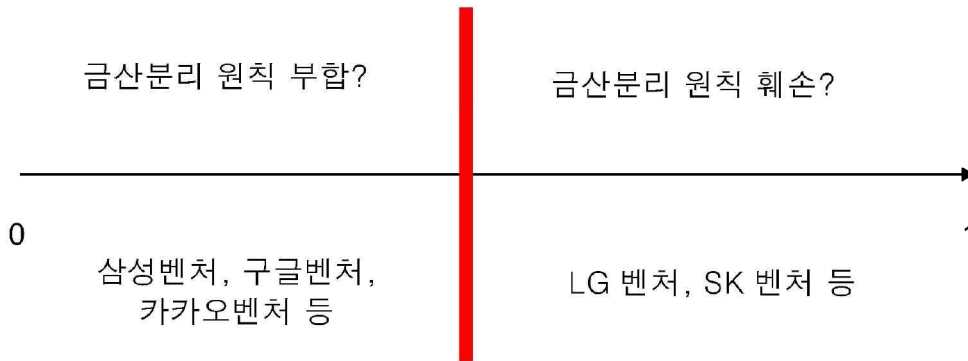 금산분리 원칙 부합?
금산분리 원칙 훼손?
0
1
삼성벤처, 구글벤처,
카카오벤처 등
LG 벤처, SK 벤처 등